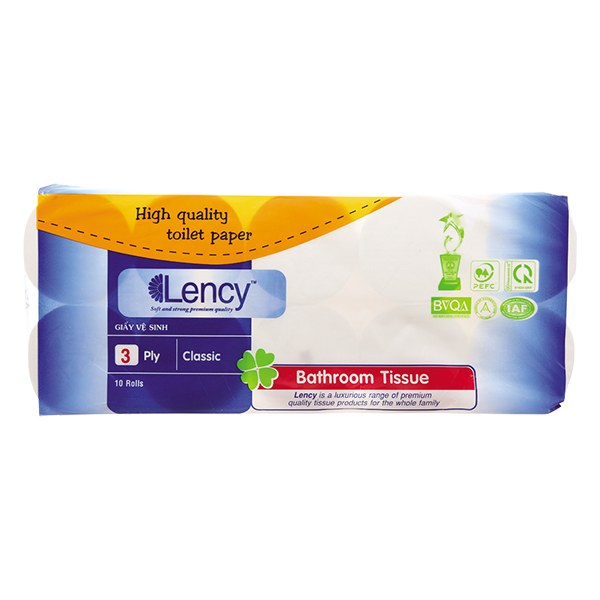 High quality
toilet paper
Lency™
Soft and strong premium quality
GIẤY VỆ SINH
3 Ply Classic
10 Rolls
Bathroom Tissue
Lency is a luxurious range of premium
quality tissue products for the whole family
PEFC
BVQA
IAF